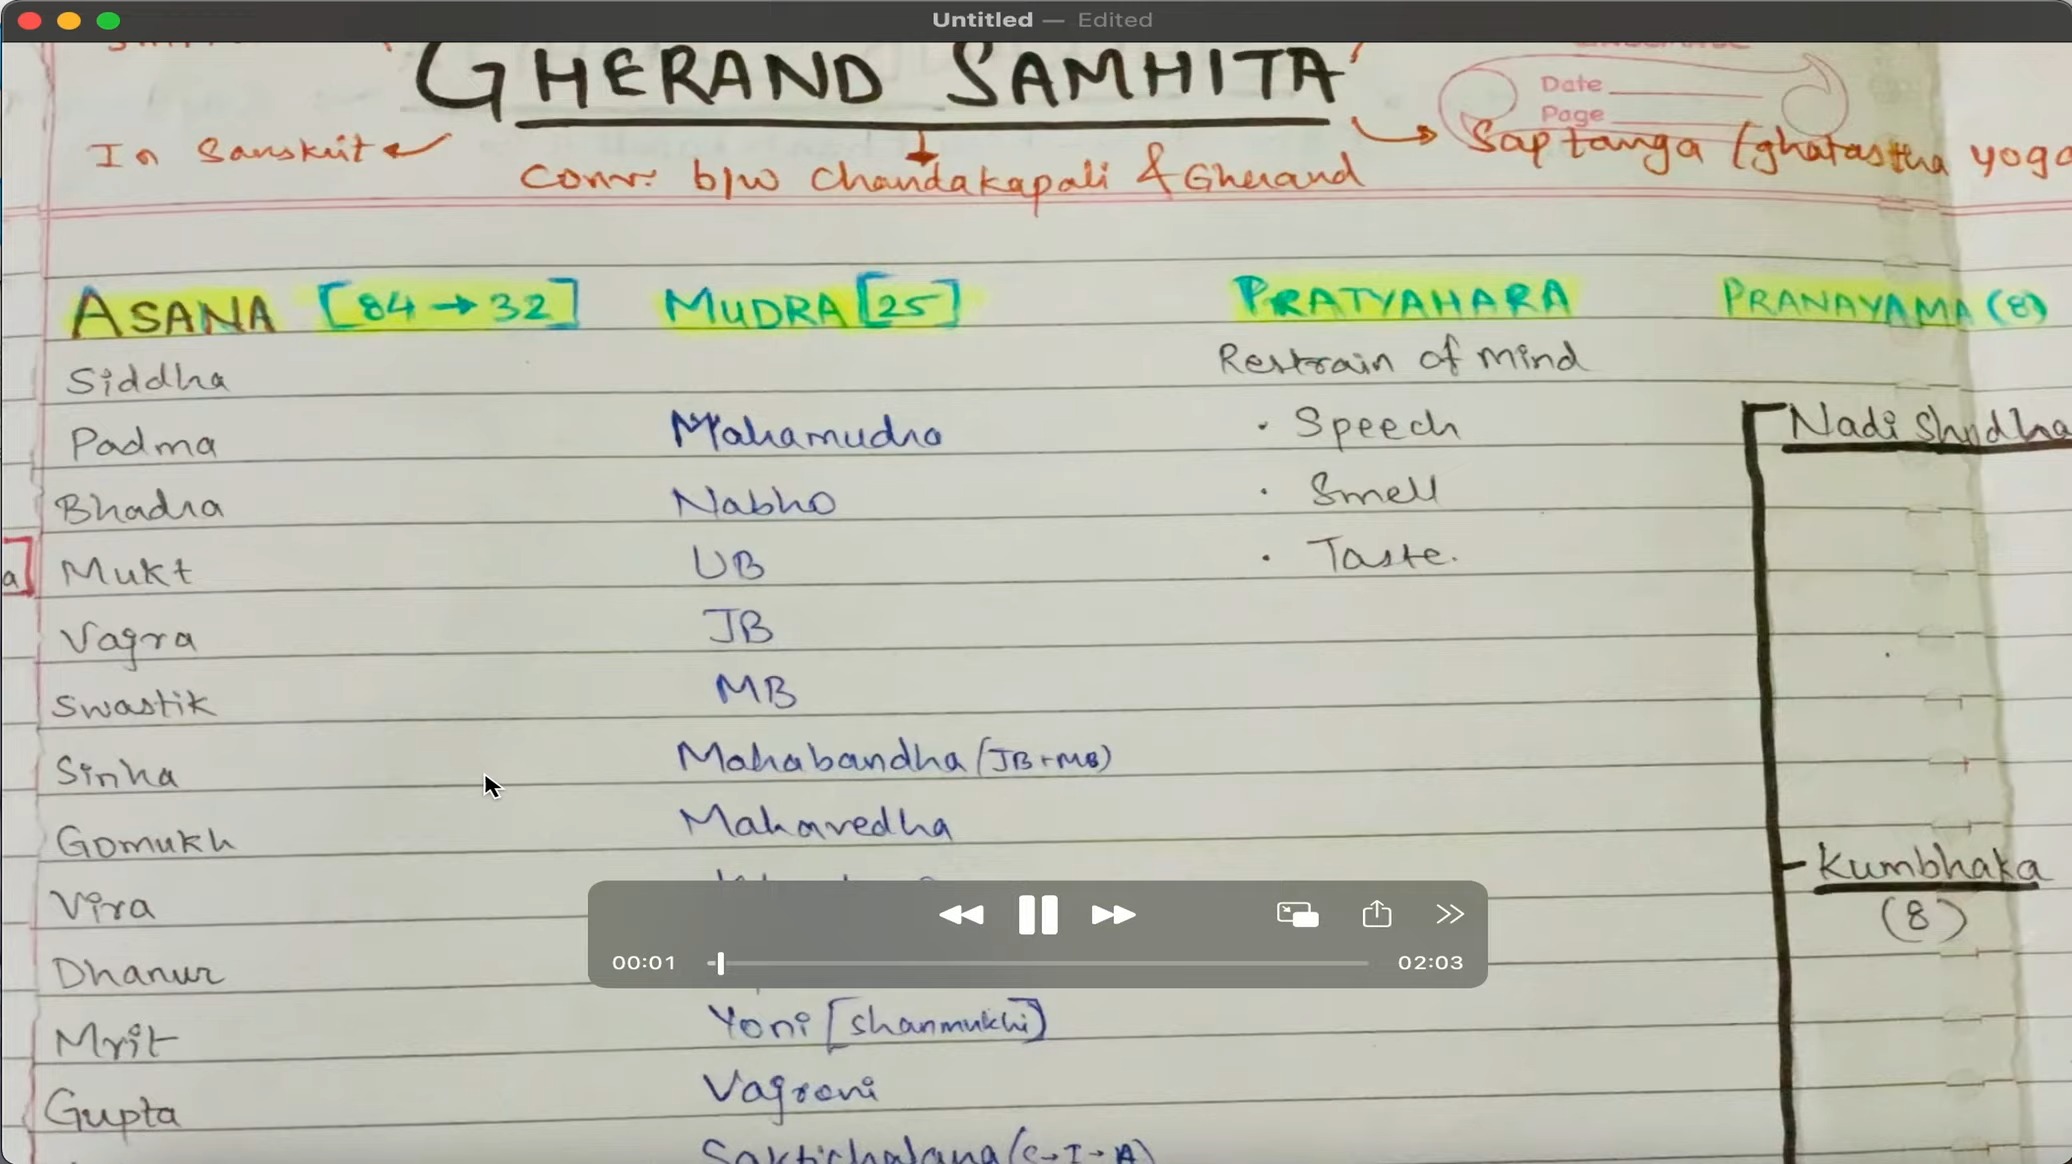 Untitled — Edited
GHERAND SAMHITA
Date
Page
In Sanskrit
Conv: b/w Chandakapali & Gherand
Saptanga (ghatastha yoga
ASANA [84→32]
MUDRA [25]
PRATYAHARA
PRANAYAMA (8)
Siddha
Padma
Bhadra
a] Mukt
Vagra
Swastik
Sinha
Gomukh
Vira
Dhanur
Mrit
Gupta
Mahamudra
Nabho
UB
JB
MB
Mahabandha (JB+MB)
Mahavedha
Yoni [shanmukhi]
Vagroni
Saktichalana (C→I→A)
Restrain of mind
· Speech
· Smell
· Taste.
Nadi Shudha
Kumbhaka
(8)
00:01
02:03